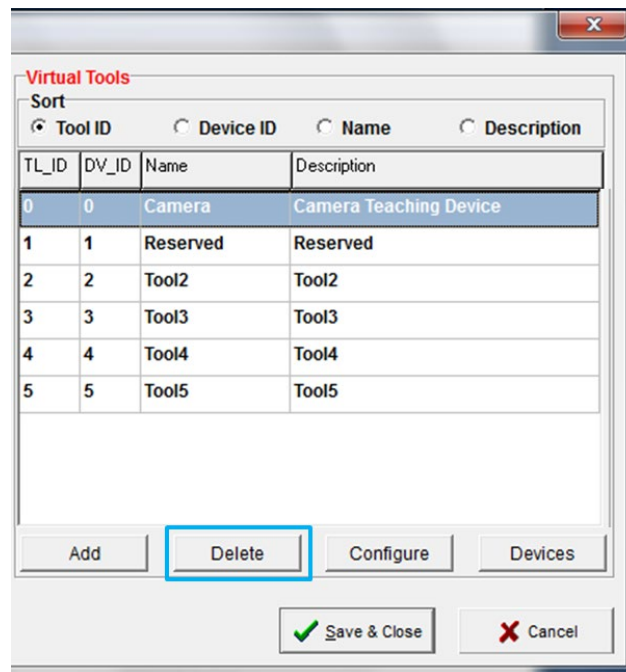 Virtual Tools
Sort
Tool ID Device ID Name Description
TL_ID DV_ID Name Description
0 0 Camera Camera Teaching Device
1 1 Reserved Reserved
2 2 Tool2 Tool2
3 3 Tool3 Tool3
4 4 Tool4 Tool4
5 5 Tool5 Tool5
Add Delete Configure Devices
Save & Close Cancel